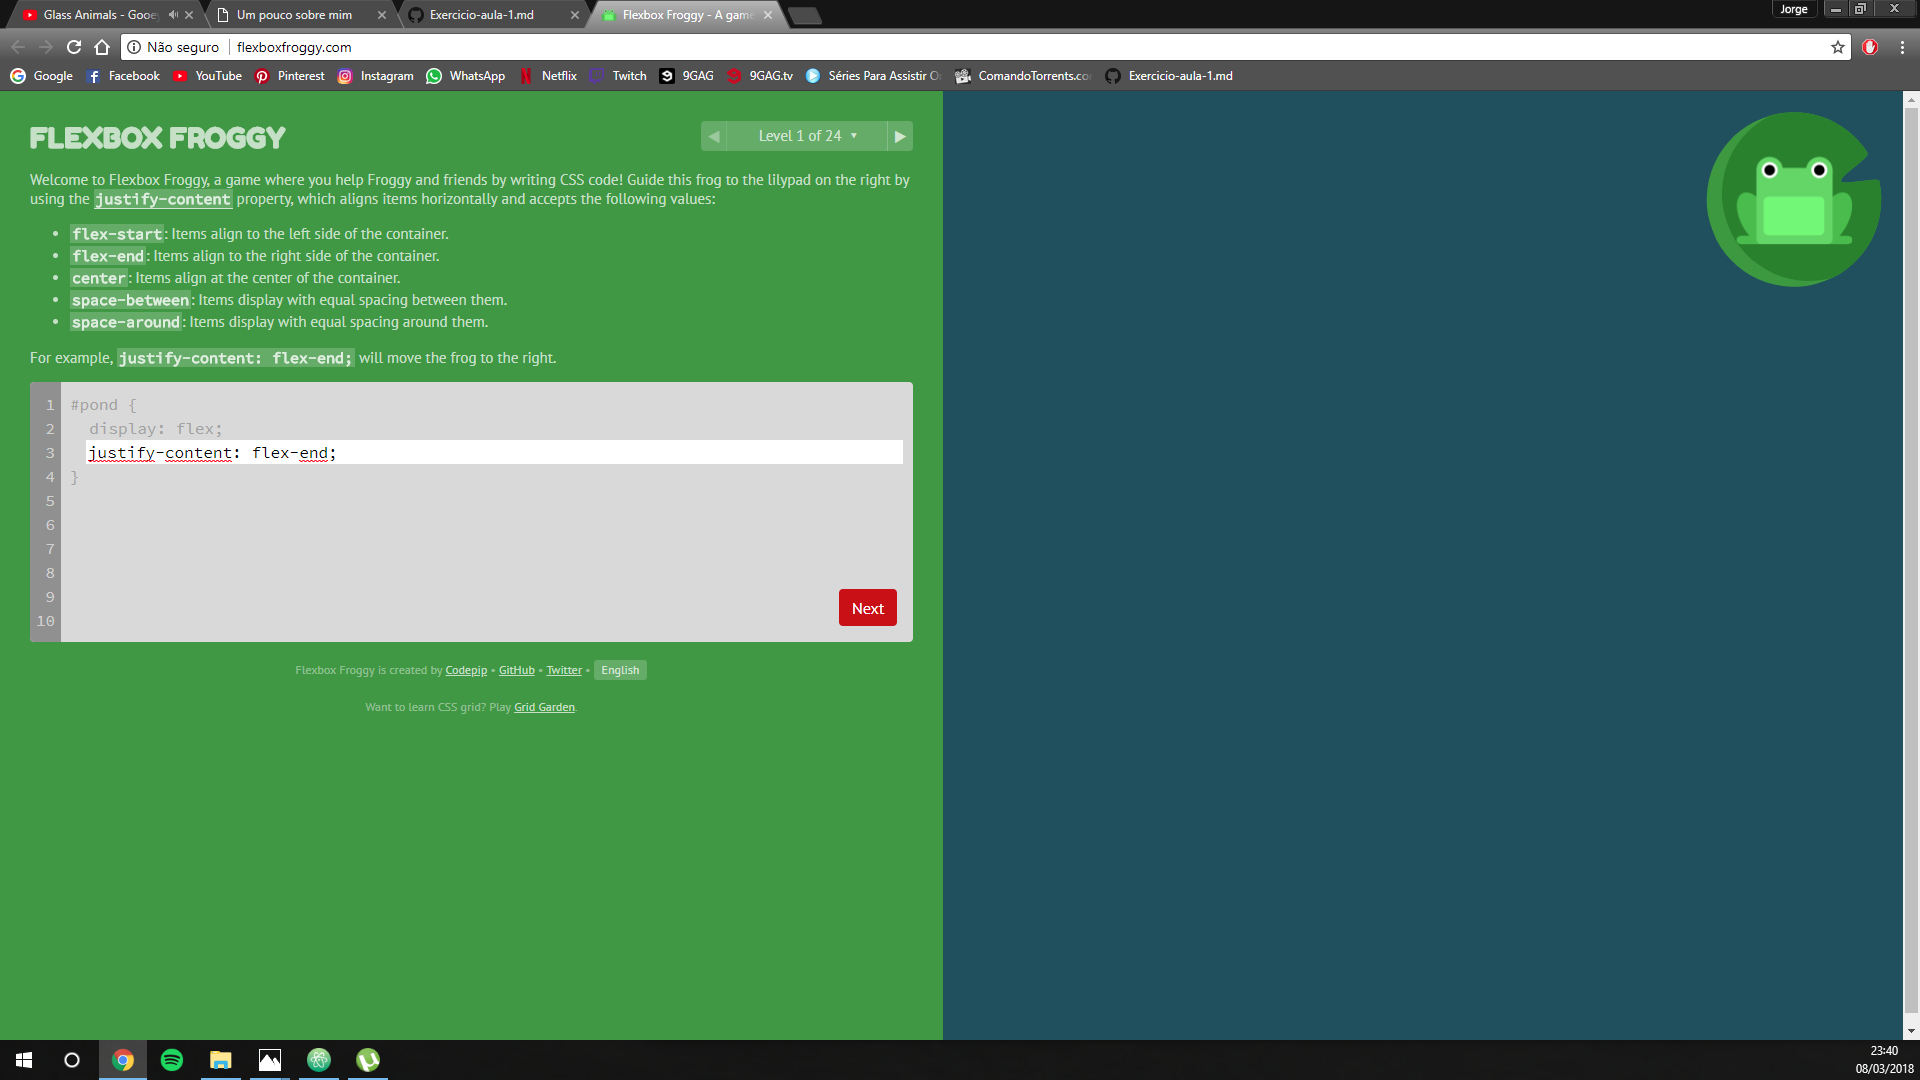 Glass Animals - Gooey
Um pouco sobre mim
Exercicio-aula-1.md
Flexbox Froggy - A game
Jorge
Não seguro
flexboxfroggy.com
Google
Facebook
YouTube
Pinterest
Instagram
WhatsApp
Netflix
Twitch
9GAG
9GAG.tv
Séries Para Assistir O
ComandoTorrents.co
Exercicio-aula-1.md
FLEXBOX FROGGY
Level 1 of 24
Welcome to Flexbox Froggy, a game where you help Froggy and friends by writing CSS code! Guide this frog to the lilypad on the right by
using the justify-content property, which aligns items horizontally and accepts the following values:
• flex-start: Items align to the left side of the container.
• flex-end: Items align to the right side of the container.
• center: Items align at the center of the container.
• space-between: Items display with equal spacing between them.
• space-around: Items display with equal spacing around them.
For example, justify-content: flex-end; will move the frog to the right.
1 #pond {
2 display: flex;
3 justify-content: flex-end;
4 }
5
6
7
8
9
10
Next
Flexbox Froggy is created by Codepip • GitHub • Twitter • English
Want to learn CSS grid? Play Grid Garden.
23:40
08/03/2018